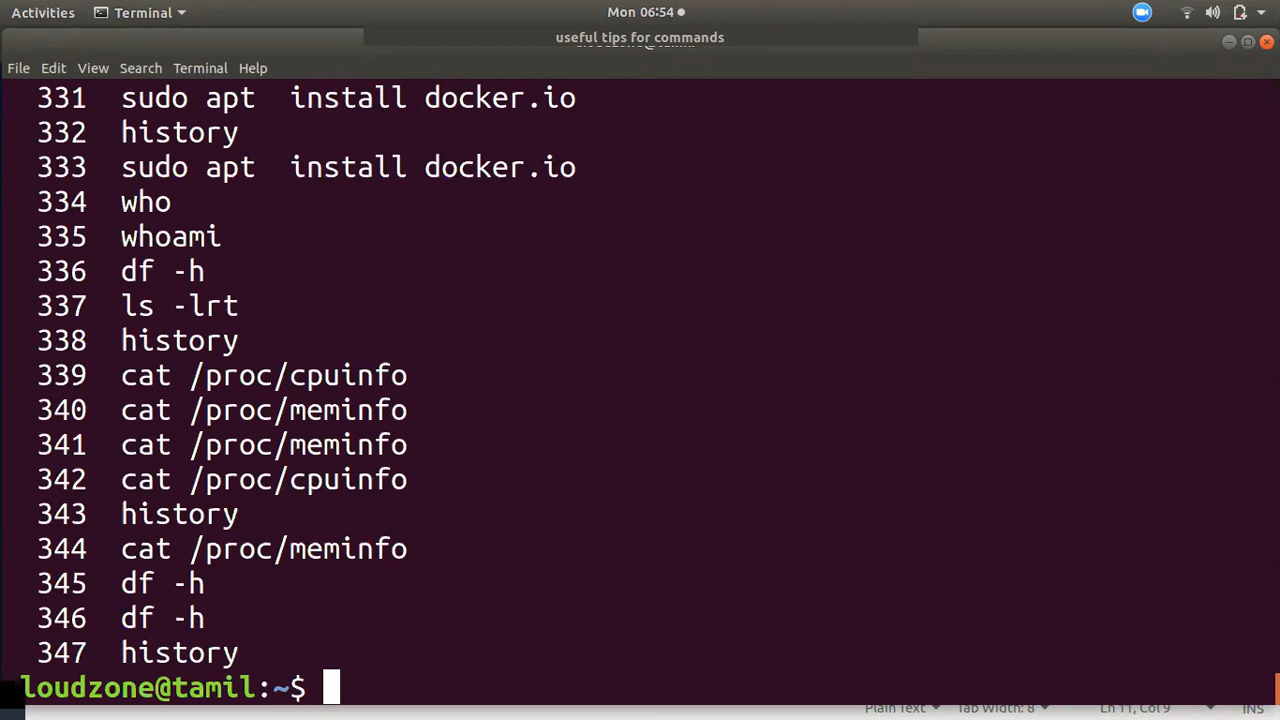 Activities Terminal Mon 06:54
useful tips for commands
File Edit View Search Terminal Help
331 sudo apt  install docker.io
332 history
333 sudo apt  install docker.io
334 who
335 whoami
336 df -h
337 ls -lrt
338 history
339 cat /proc/cpuinfo
340 cat /proc/meminfo
341 cat /proc/meminfo
342 cat /proc/cpuinfo
343 history
344 cat /proc/meminfo
345 df -h
346 df -h
347 history
loudzone@tamil:~$
Plain Text Tab Width: 8 Ln 11, Col 9 INS